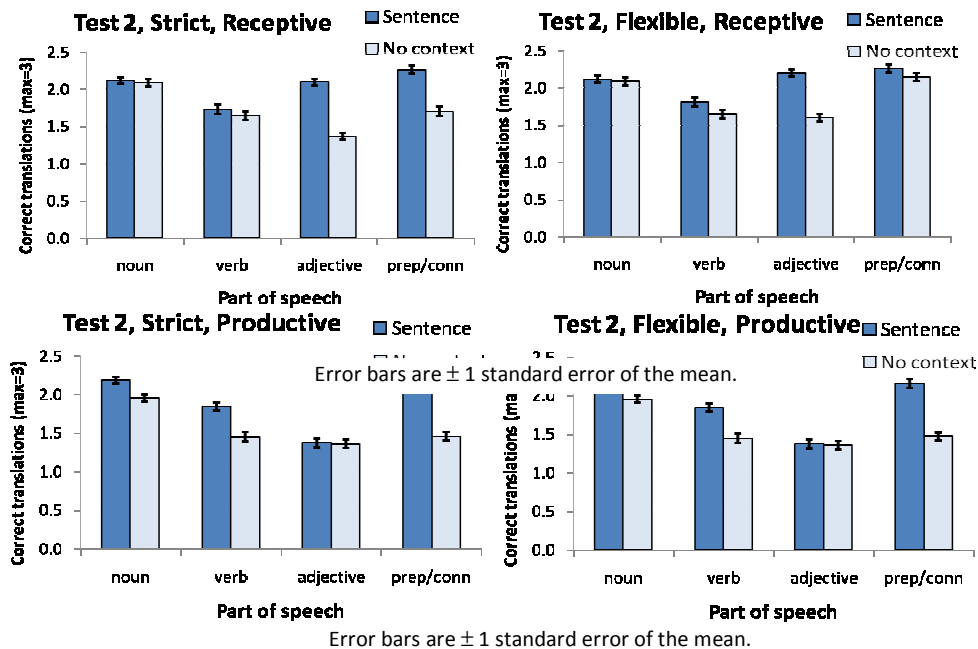 Test 2, Strict, Receptive
Sentence
No context
Correct translations (max=3)
2.5
2.0
1.5
1.0
0.5
0.0
noun verb adjective prep/conn
Part of speech
Test 2, Flexible, Receptive
Sentence
No context
Correct translations (max=3)
2.5
2.0
1.5
1.0
0.5
0.0
noun verb adjective prep/conn
Part of speech
Test 2, Strict, Productive
Sentence
Correct translations (max=3)
2.5
2.0
1.5
1.0
0.5
0.0
noun verb adjective prep/conn
Part of speech
Test 2, Flexible, Productive
Sentence
No context
Correct translations (ma
2.5
2.0
1.5
1.0
0.5
0.0
noun verb adjective prep/conn
Part of speech
Error bars are ± 1 standard error of the mean.
Error bars are ± 1 standard error of the mean.